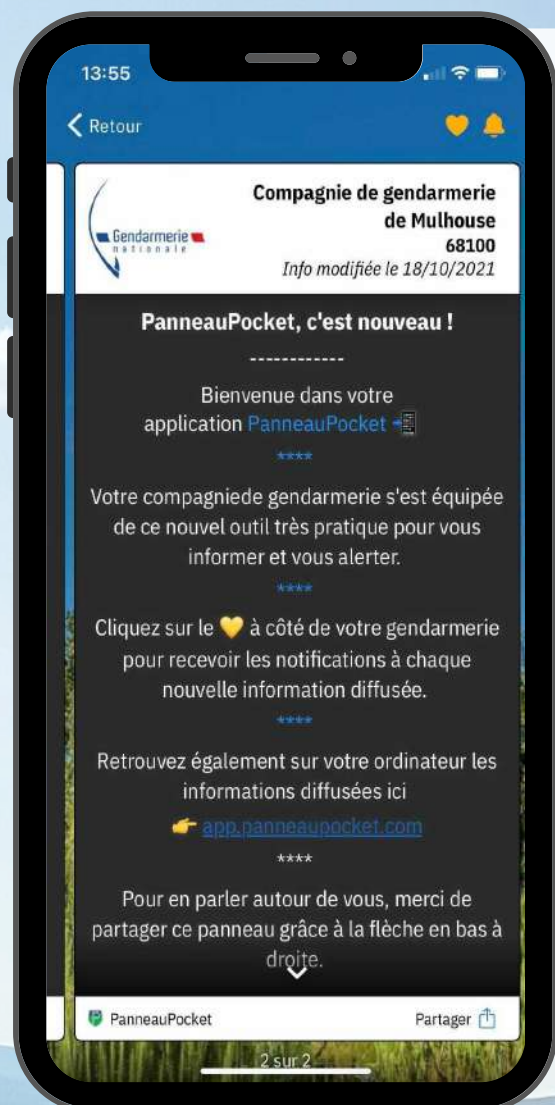 13:55
Retour
Gendarmerie
nationale
Compagnie de gendarmerie
de Mulhouse
68100
Info modifiée le 18/10/2021
PanneauPocket, c'est nouveau !
------------
Bienvenue dans votre
application PanneauPocket 📲
****
Votre compagniede gendarmerie s'est équipée
de ce nouvel outil très pratique pour vous
informer et vous alerter.
****
Cliquez sur le 💛 à côté de votre gendarmerie
pour recevoir les notifications à chaque
nouvelle information diffusée.
****
Retrouvez également sur votre ordinateur les
informations diffusées ici
👉 app.panneaupocket.com
****
Pour en parler autour de vous, merci de
partager ce panneau grâce à la flèche en bas à
droite.
PanneauPocket
Partager
2 sur 2